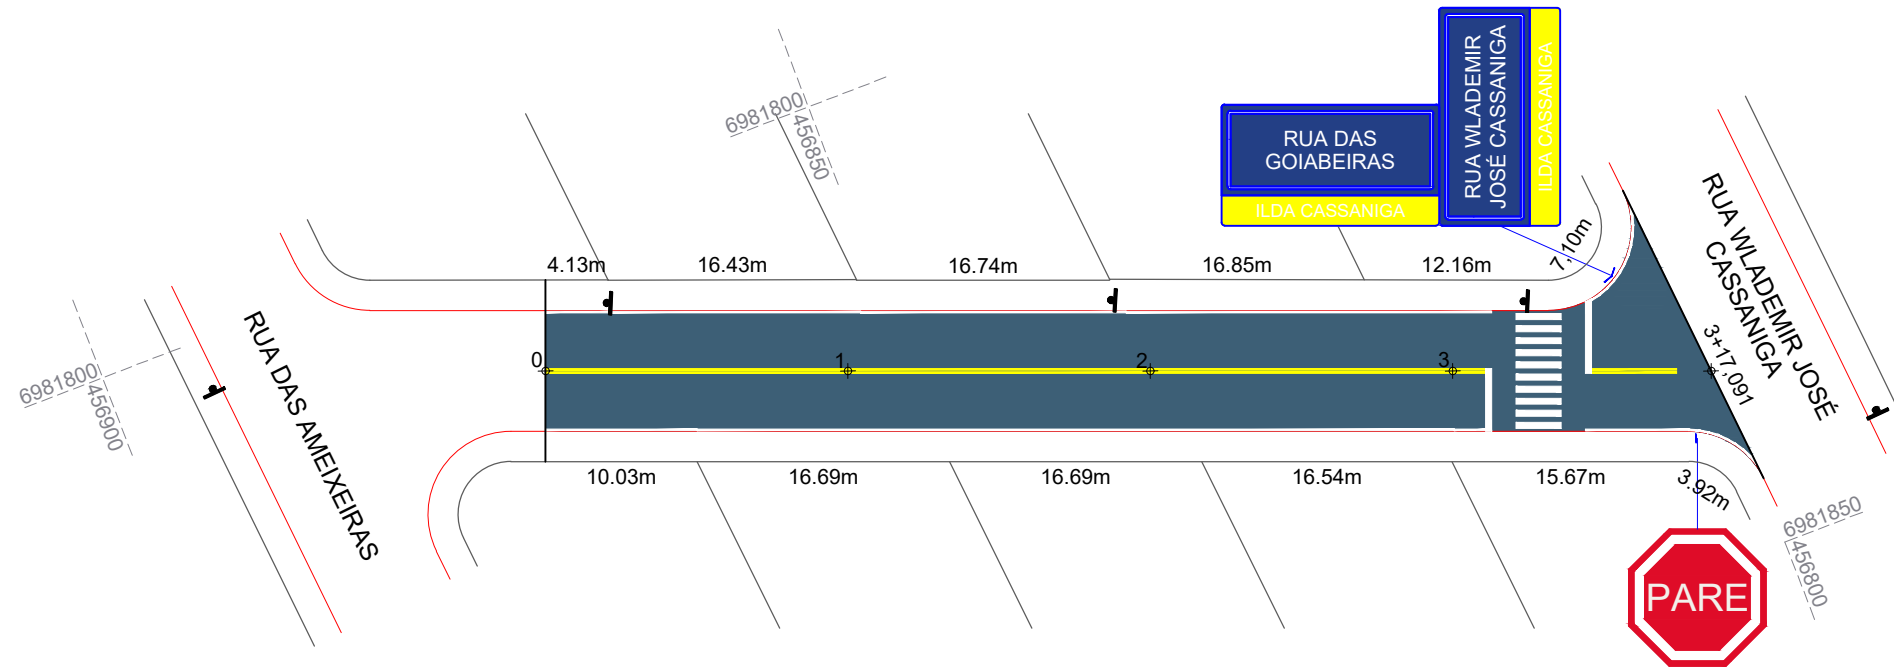 RUA WLADEMIR
JOSÉ CASSANIGA
ILDA CASSANIGA
RUA DAS
GOIABEIRAS
ILDA CASSANIGA
6981800
456850
RUA WLADEMIR JOSÉ
CASSANIGA
4.13m
16.43m
16.74m
16.85m
12.16m
7,10m
6981800
456900
RUA DAS AMEIXEIRAS
0
1
2
3
3+17,091
10.03m
16.69m
16.69m
16.54m
15.67m
3.92m
6981850
456800
PARE